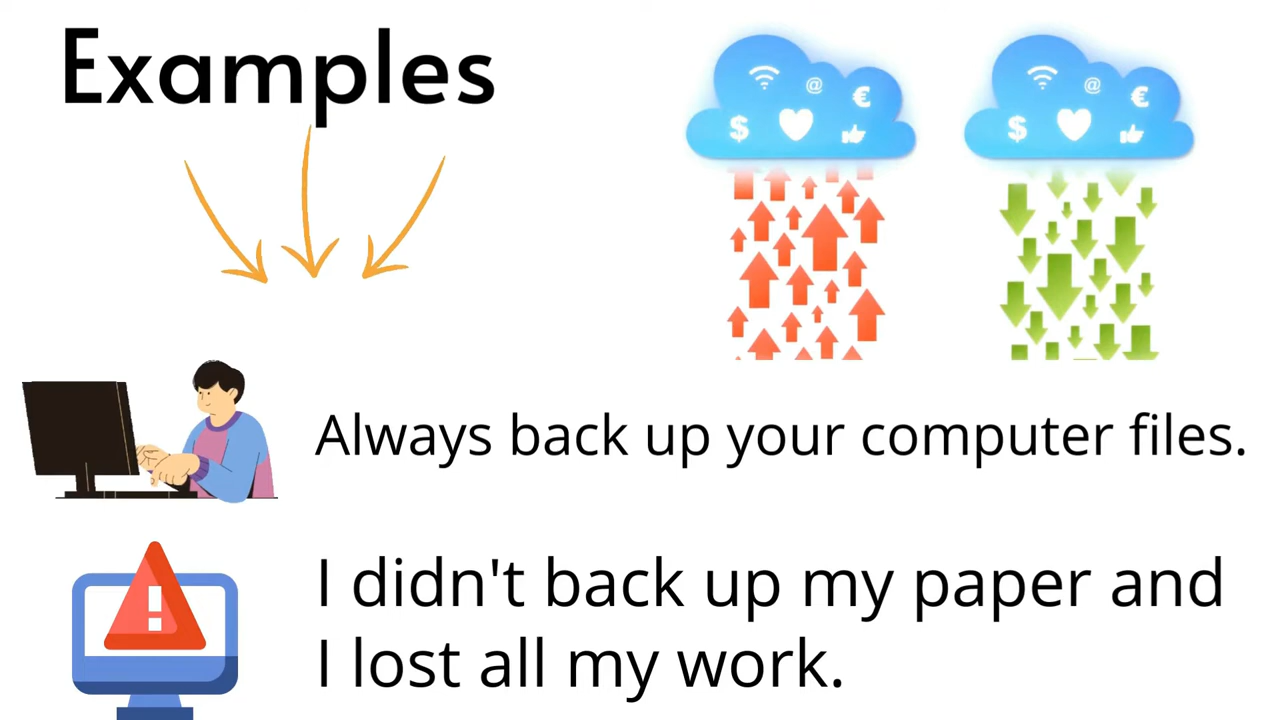 Examples
@ €
$
@ €
$
Always back up your computer files.
I didn't back up my paper and
I lost all my work.